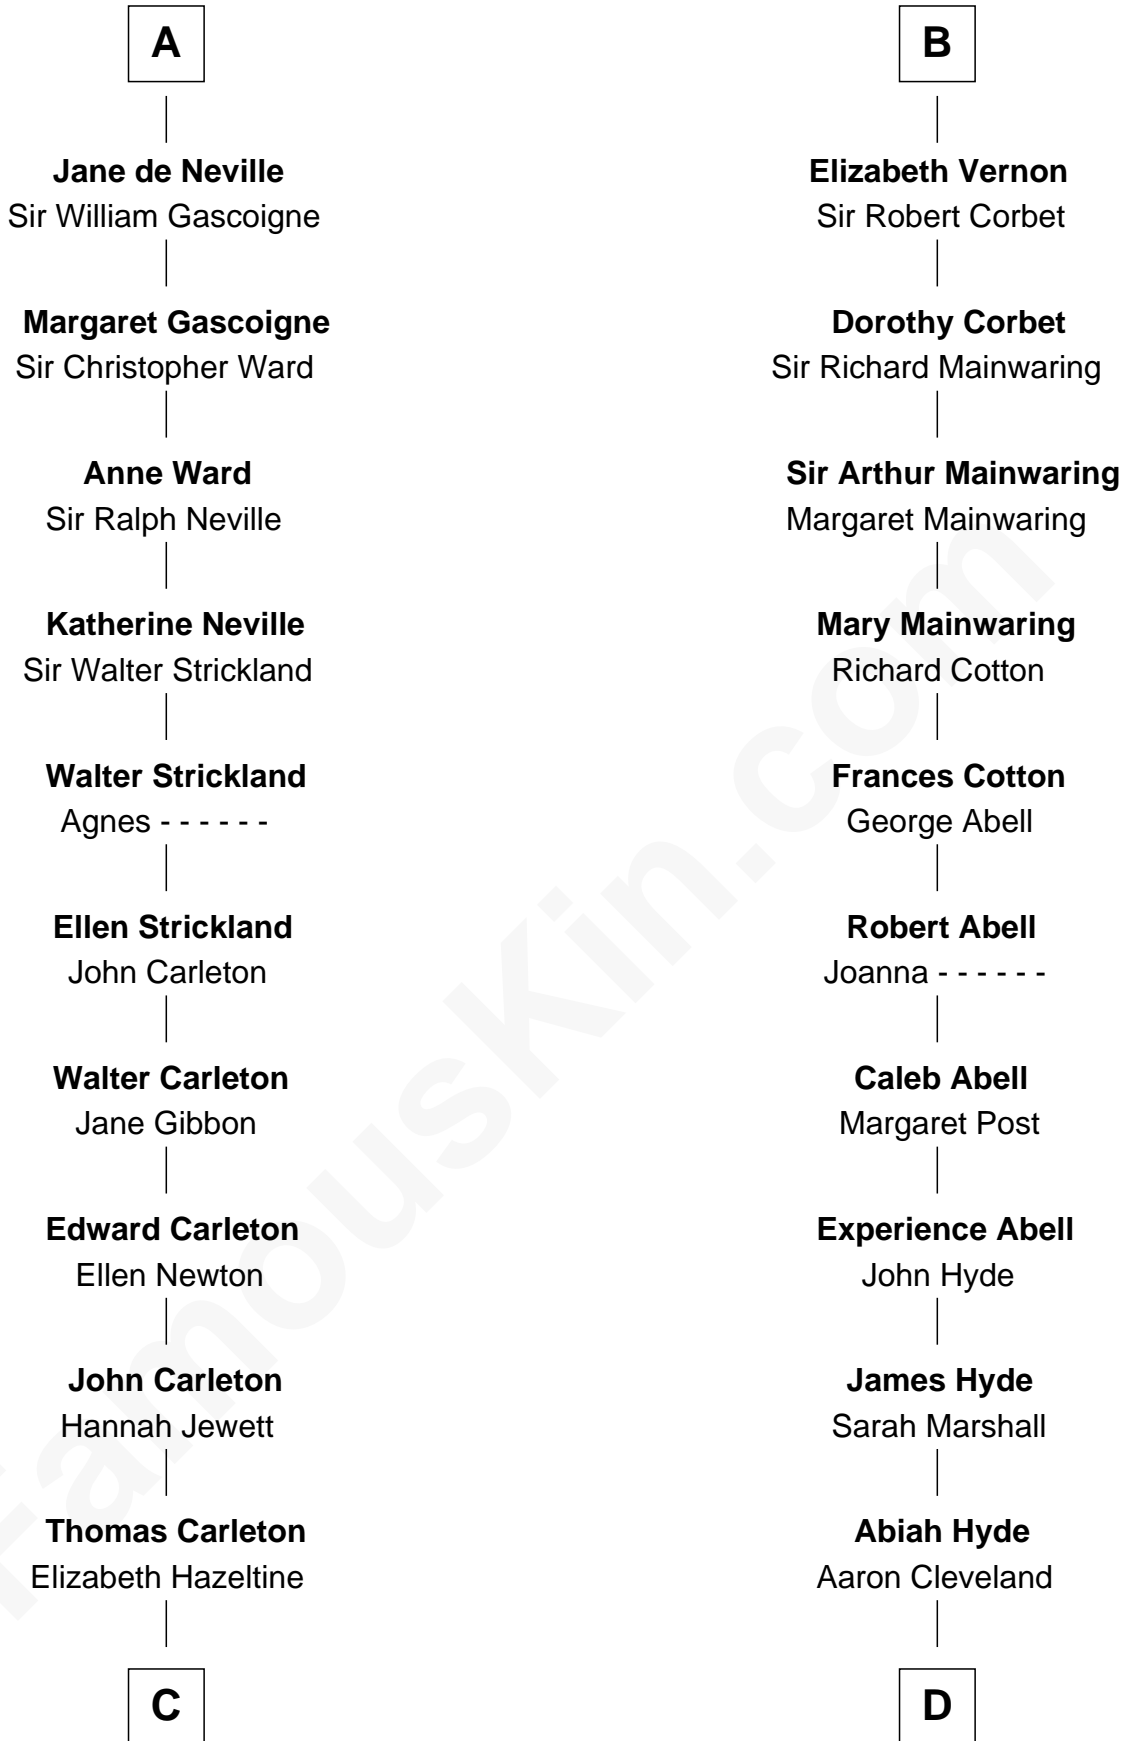 A
Jane de Neville
Sir William Gascoigne
Margaret Gascoigne
Sir Christopher Ward
Anne Ward
Sir Ralph Neville
Katherine Neville
Sir Walter Strickland
Walter Strickland
Agnes - - - - - -
Ellen Strickland
John Carleton
Walter Carleton
Jane Gibbon
Edward Carleton
Ellen Newton
John Carleton
Hannah Jewett
Thomas Carleton
Elizabeth Hazeltine
C
B
Elizabeth Vernon
Sir Robert Corbet
Dorothy Corbet
Sir Richard Mainwaring
Sir Arthur Mainwaring
Margaret Mainwaring
Mary Mainwaring
Richard Cotton
Frances Cotton
George Abell
Robert Abell
Joanna - - - - - -
Caleb Abell
Margaret Post
Experience Abell
John Hyde
James Hyde
Sarah Marshall
Abiah Hyde
Aaron Cleveland
D
FamousKin.com